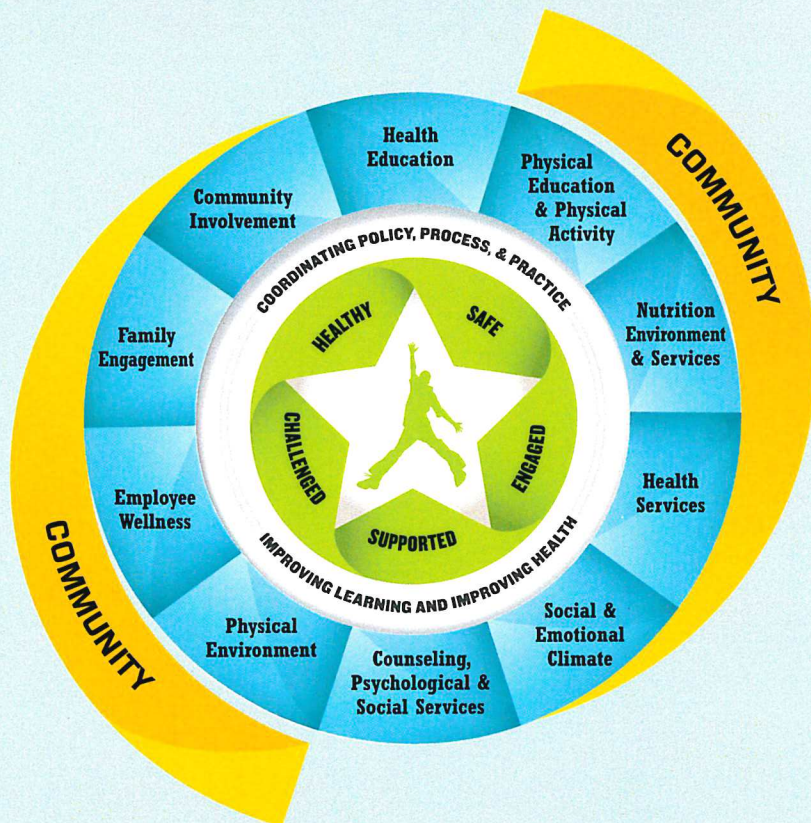 COMMUNITY
Health
Education
Physical
Education
& Physical
Activity
Nutrition
Environment
& Services
Health
Services
Social &
Emotional
Climate
Counseling,
Psychological &
Social Services
Physical
Environment
Employee
Wellness
Family
Engagement
Community
Involvement
COMMUNITY
COORDINATING POLICY, PROCESS, & PRACTICE
IMPROVING LEARNING AND IMPROVING HEALTH
HEALTHY
SAFE
ENGAGED
SUPPORTED
CHALLENGED